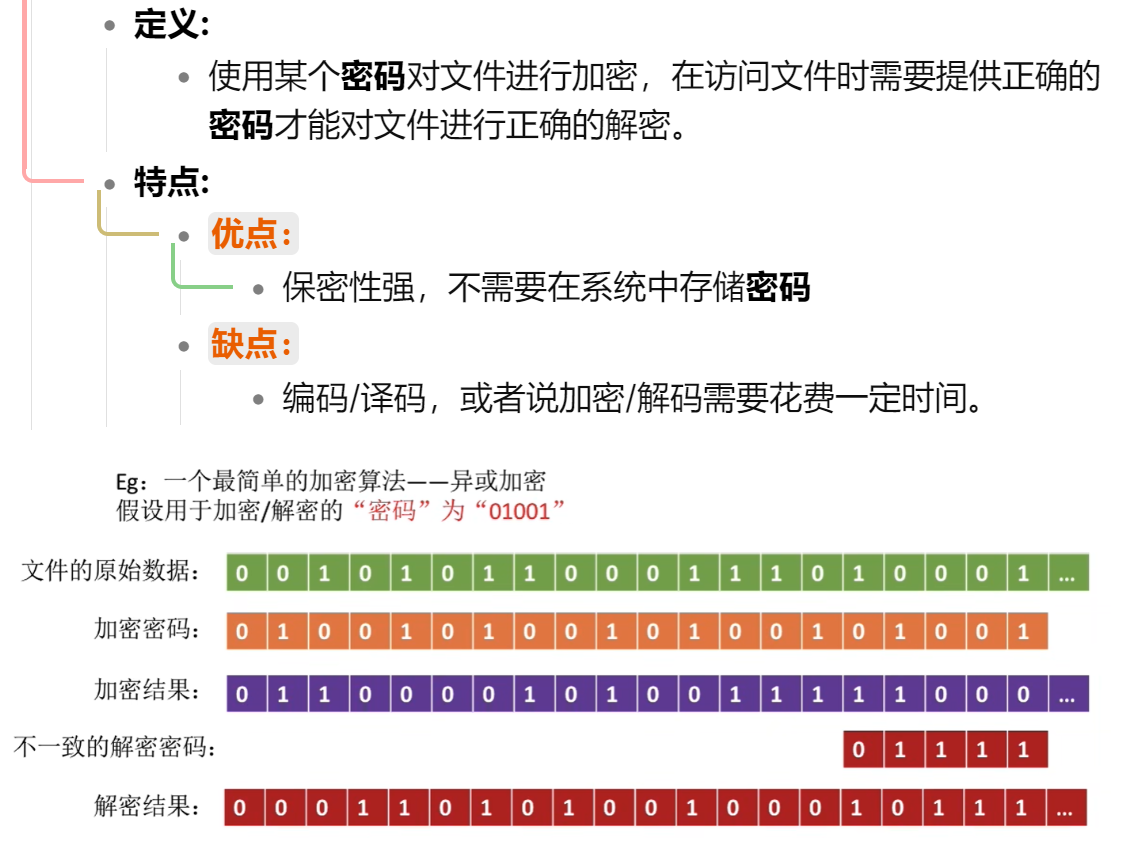 定义:
使用某个密码对文件进行加密，在访问文件时需要提供正确的
密码才能对文件进行正确的解密。
特点:
优点：
保密性强，不需要在系统中存储密码
缺点：
编码/译码，或者说加密/解码需要花费一定时间。
Eg：一个最简单的加密算法——异或加密
假设用于加密/解密的“密码”为“01001”
文件的原始数据： 0 0 1 0 1 0 1 1 0 0 0 1 1 1 0 1 0 0 0 1 ...
加密密码： 0 1 0 0 1 0 1 0 0 1 0 1 0 0 1 0 1 0 0 1
加密结果： 0 1 1 0 0 0 0 1 0 1 0 0 1 1 1 1 1 0 0 0 ...
不一致的解密密码： 0 1 1 1 1
解密结果： 0 0 0 1 1 0 1 0 1 0 0 1 0 0 0 1 0 1 1 1 ...